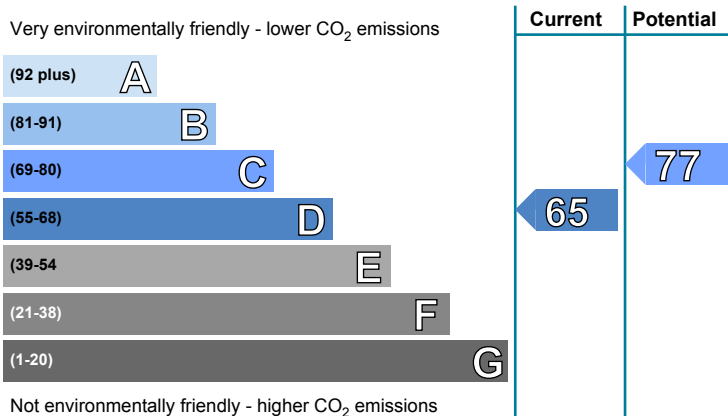 Very environmentally friendly - lower CO2 emissions
Current
Potential
(92 plus) A
(81-91) B
(69-80) C
77
(55-68) D
65
(39-54 E
(21-38) F
(1-20) G
Not environmentally friendly - higher CO2 emissions